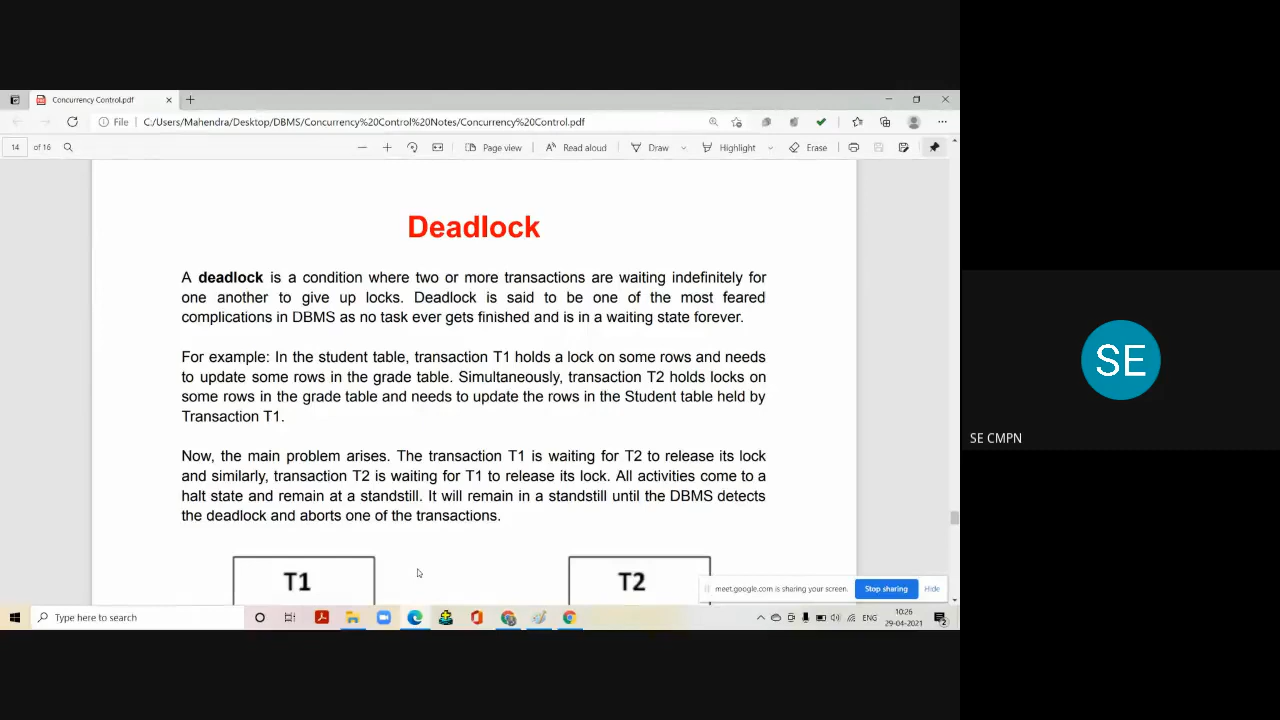 Concurrency Control.pdf
File
C:/Users/Mahendra/Desktop/DBMS/Concurrency%20Control%20Notes/Concurrency%20Control.pdf
14 of 16
Page view
Read aloud
Draw
Highlight
Erase
Deadlock
A deadlock is a condition where two or more transactions are waiting indefinitely for
one another to give up locks. Deadlock is said to be one of the most feared
complications in DBMS as no task ever gets finished and is in a waiting state forever.
For example: In the student table, transaction T1 holds a lock on some rows and needs
to update some rows in the grade table. Simultaneously, transaction T2 holds locks on
some rows in the grade table and needs to update the rows in the Student table held by
Transaction T1.
Now, the main problem arises. The transaction T1 is waiting for T2 to release its lock
and similarly, transaction T2 is waiting for T1 to release its lock. All activities come to a
halt state and remain at a standstill. It will remain in a standstill until the DBMS detects
the deadlock and aborts one of the transactions.
T1
T2
meet.google.com is sharing your screen.
Stop sharing
Hide
Type here to search
ENG
10:26
29-04-2021
2
SE
SE CMPN